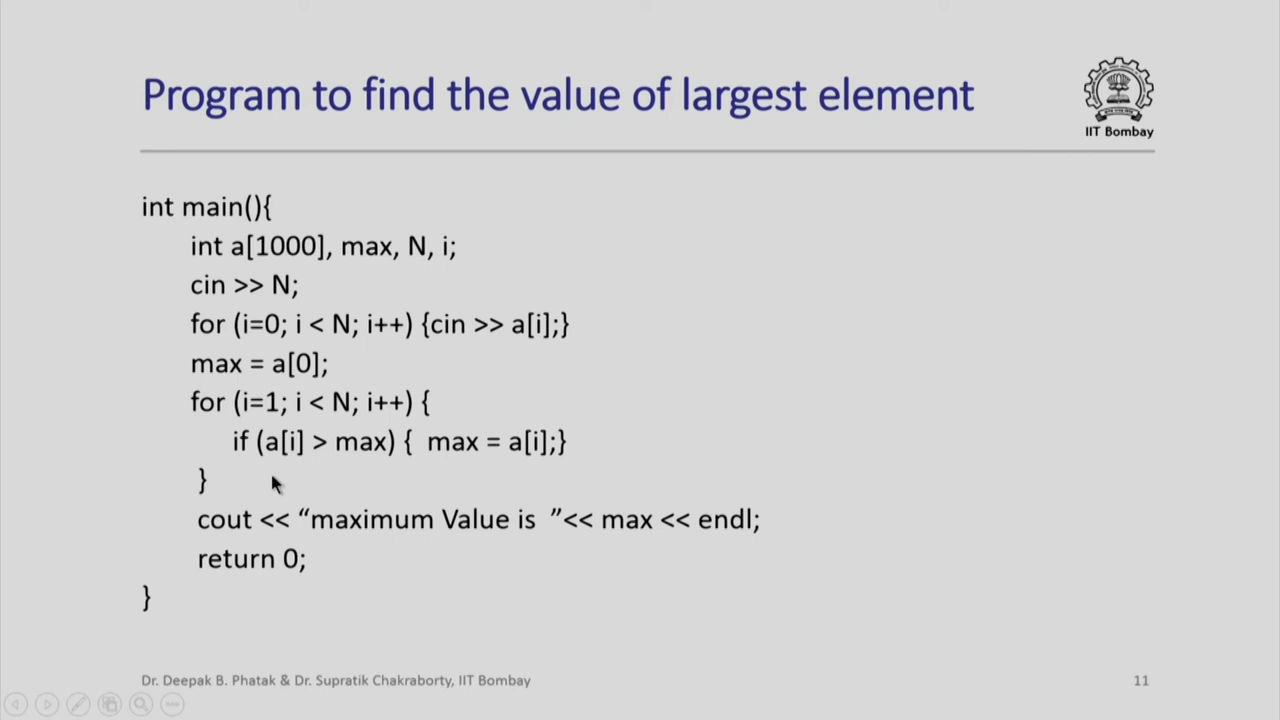 Program to find the value of largest element
IIT Bombay
int main(){
int a[1000], max, N, i;
cin >> N;
for (i=0; i < N; i++) {cin >> a[i];}
max = a[0];
for (i=1; i < N; i++) {
if (a[i] > max) {  max = a[i];}
}
cout << “maximum Value is  ”<< max << endl;
return 0;
}
Dr. Deepak B. Phatak & Dr. Supratik Chakraborty, IIT Bombay
11